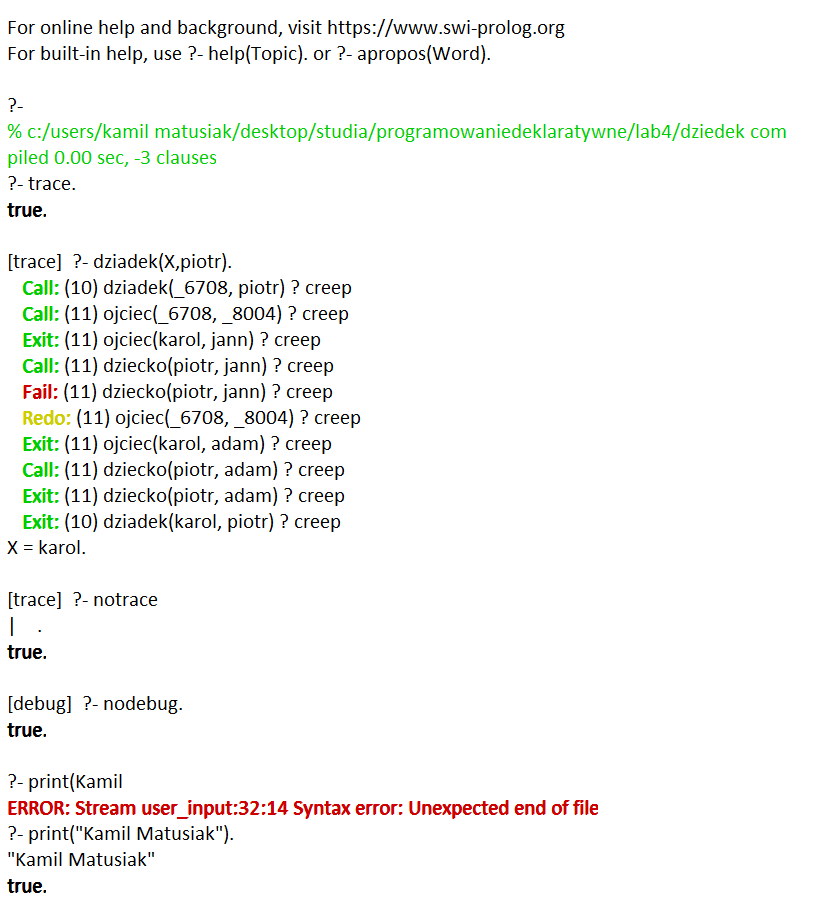 For online help and background, visit https://www.swi-prolog.org
For built-in help, use ?- help(Topic). or ?- apropos(Word).
?-
% c:/users/kamil matusiak/desktop/studia/programowaniedeklaratywne/lab4/dziedek com
piled 0.00 sec, -3 clauses
?- trace.
true.
[trace]  ?- dziadek(X,piotr).
Call: (10) dziadek(_6708, piotr) ? creep
Call: (11) ojciec(_6708, _8004) ? creep
Exit: (11) ojciec(karol, jann) ? creep
Call: (11) dziecko(piotr, jann) ? creep
Fail: (11) dziecko(piotr, jann) ? creep
Redo: (11) ojciec(_6708, _8004) ? creep
Exit: (11) ojciec(karol, adam) ? creep
Call: (11) dziecko(piotr, adam) ? creep
Exit: (11) dziecko(piotr, adam) ? creep
Exit: (10) dziadek(karol, piotr) ? creep
X = karol.
[trace]  ?- notrace
|    .
true.
[debug]  ?- nodebug.
true.
?- print(Kamil
ERROR: Stream user_input:32:14 Syntax error: Unexpected end of file
?- print("Kamil Matusiak").
"Kamil Matusiak"
true.